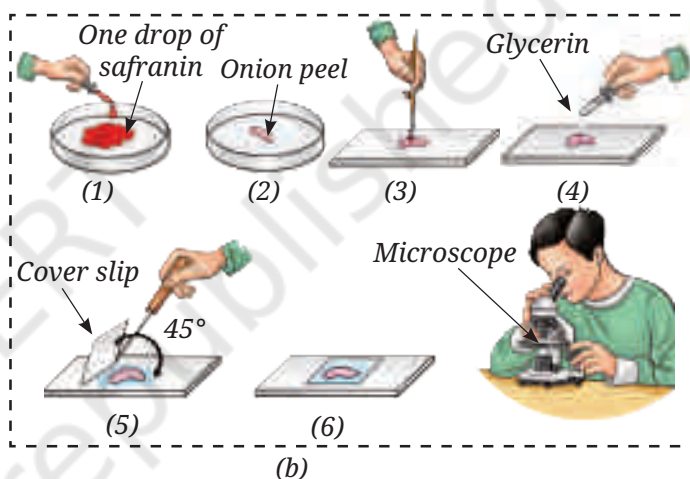 One drop of
safranin
Onion peel
Glycerin
(1)
(2)
(3)
(4)
Cover slip
45°
Microscope
(5)
(6)
(b)